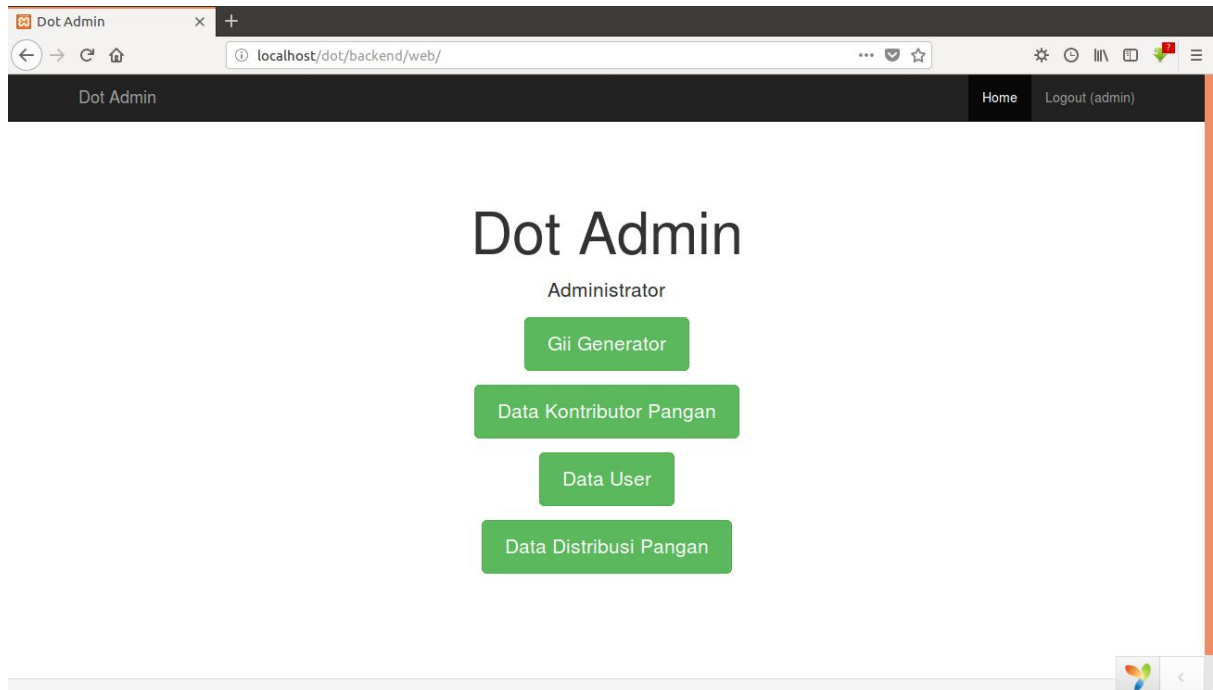 Dot Admin
localhost/dot/backend/web/
?
Dot Admin
Home Logout (admin)
Dot Admin
Administrator
Gii Generator
Data Kontributor Pangan
Data User
Data Distribusi Pangan